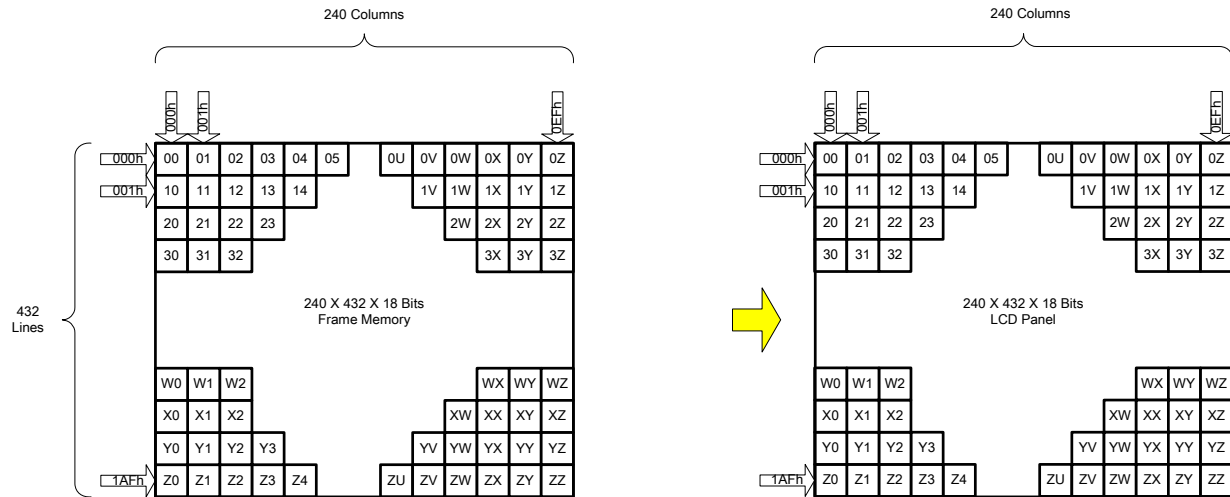 240 Columns 240 Columns
000h 001h 0EFh 000h 001h 0EFh
000h 00 01 02 03 04 05 0U 0V 0W 0X 0Y 0Z 000h 00 01 02 03 04 05 0U 0V 0W 0X 0Y 0Z
001h 10 11 12 13 14 1V 1W 1X 1Y 1Z 001h 10 11 12 13 14 1V 1W 1X 1Y 1Z
20 21 22 23 2W 2X 2Y 2Z 20 21 22 23 2W 2X 2Y 2Z
30 31 32 3X 3Y 3Z 30 31 32 3X 3Y 3Z
432
Lines
240 X 432 X 18 Bits
Frame Memory
240 X 432 X 18 Bits
LCD Panel
W0 W1 W2 WX WY WZ W0 W1 W2 WX WY WZ
X0 X1 X2 XW XX XY XZ X0 X1 X2 XW XX XY XZ
Y0 Y1 Y2 Y3 YV YW YX YY YZ Y0 Y1 Y2 Y3 YV YW YX YY YZ
1AFh Z0 Z1 Z2 Z3 Z4 ZU ZV ZW ZX ZY ZZ 1AFh Z0 Z1 Z2 Z3 Z4 ZU ZV ZW ZX ZY ZZ